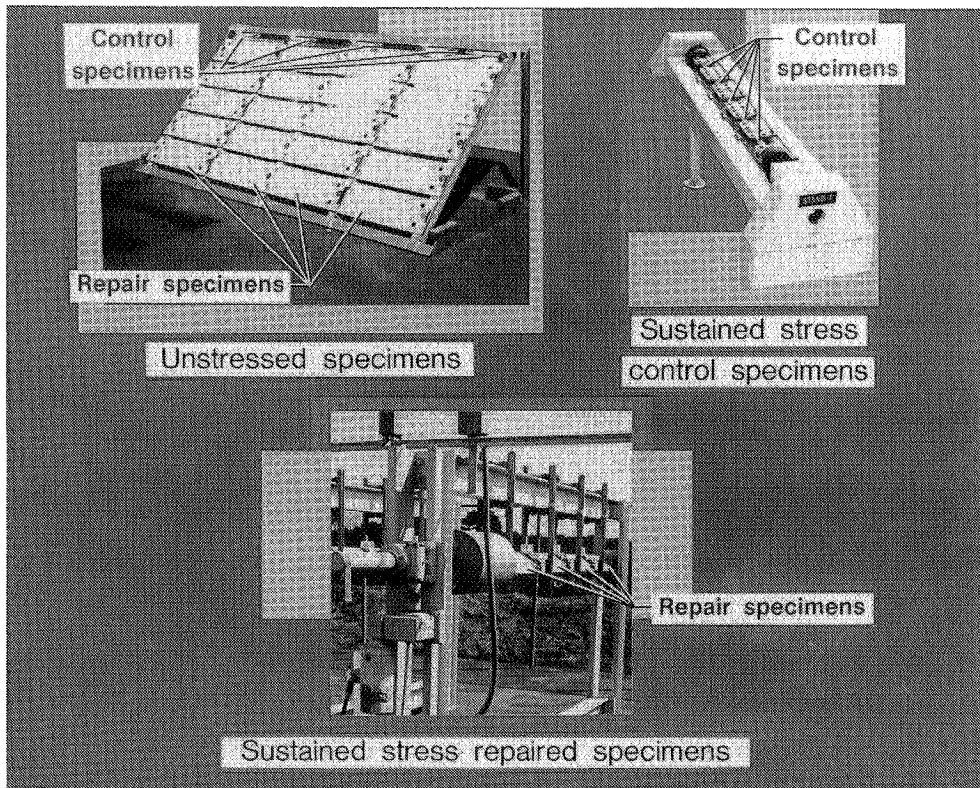 Control
specimens
Repair specimens
Unstressed specimens
Control
specimens
Sustained stress
control specimens
Repair specimens
Sustained stress repaired specimens